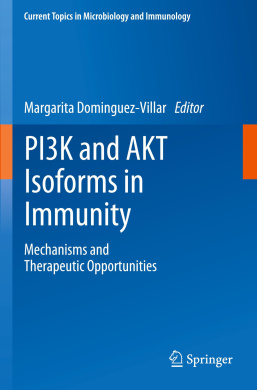 Current Topics in Microbiology and Immunology
Margarita Dominguez-Villar Editor
PI3K and AKT
Isoforms in
Immunity
Mechanisms and
Therapeutic Opportunities
Springer